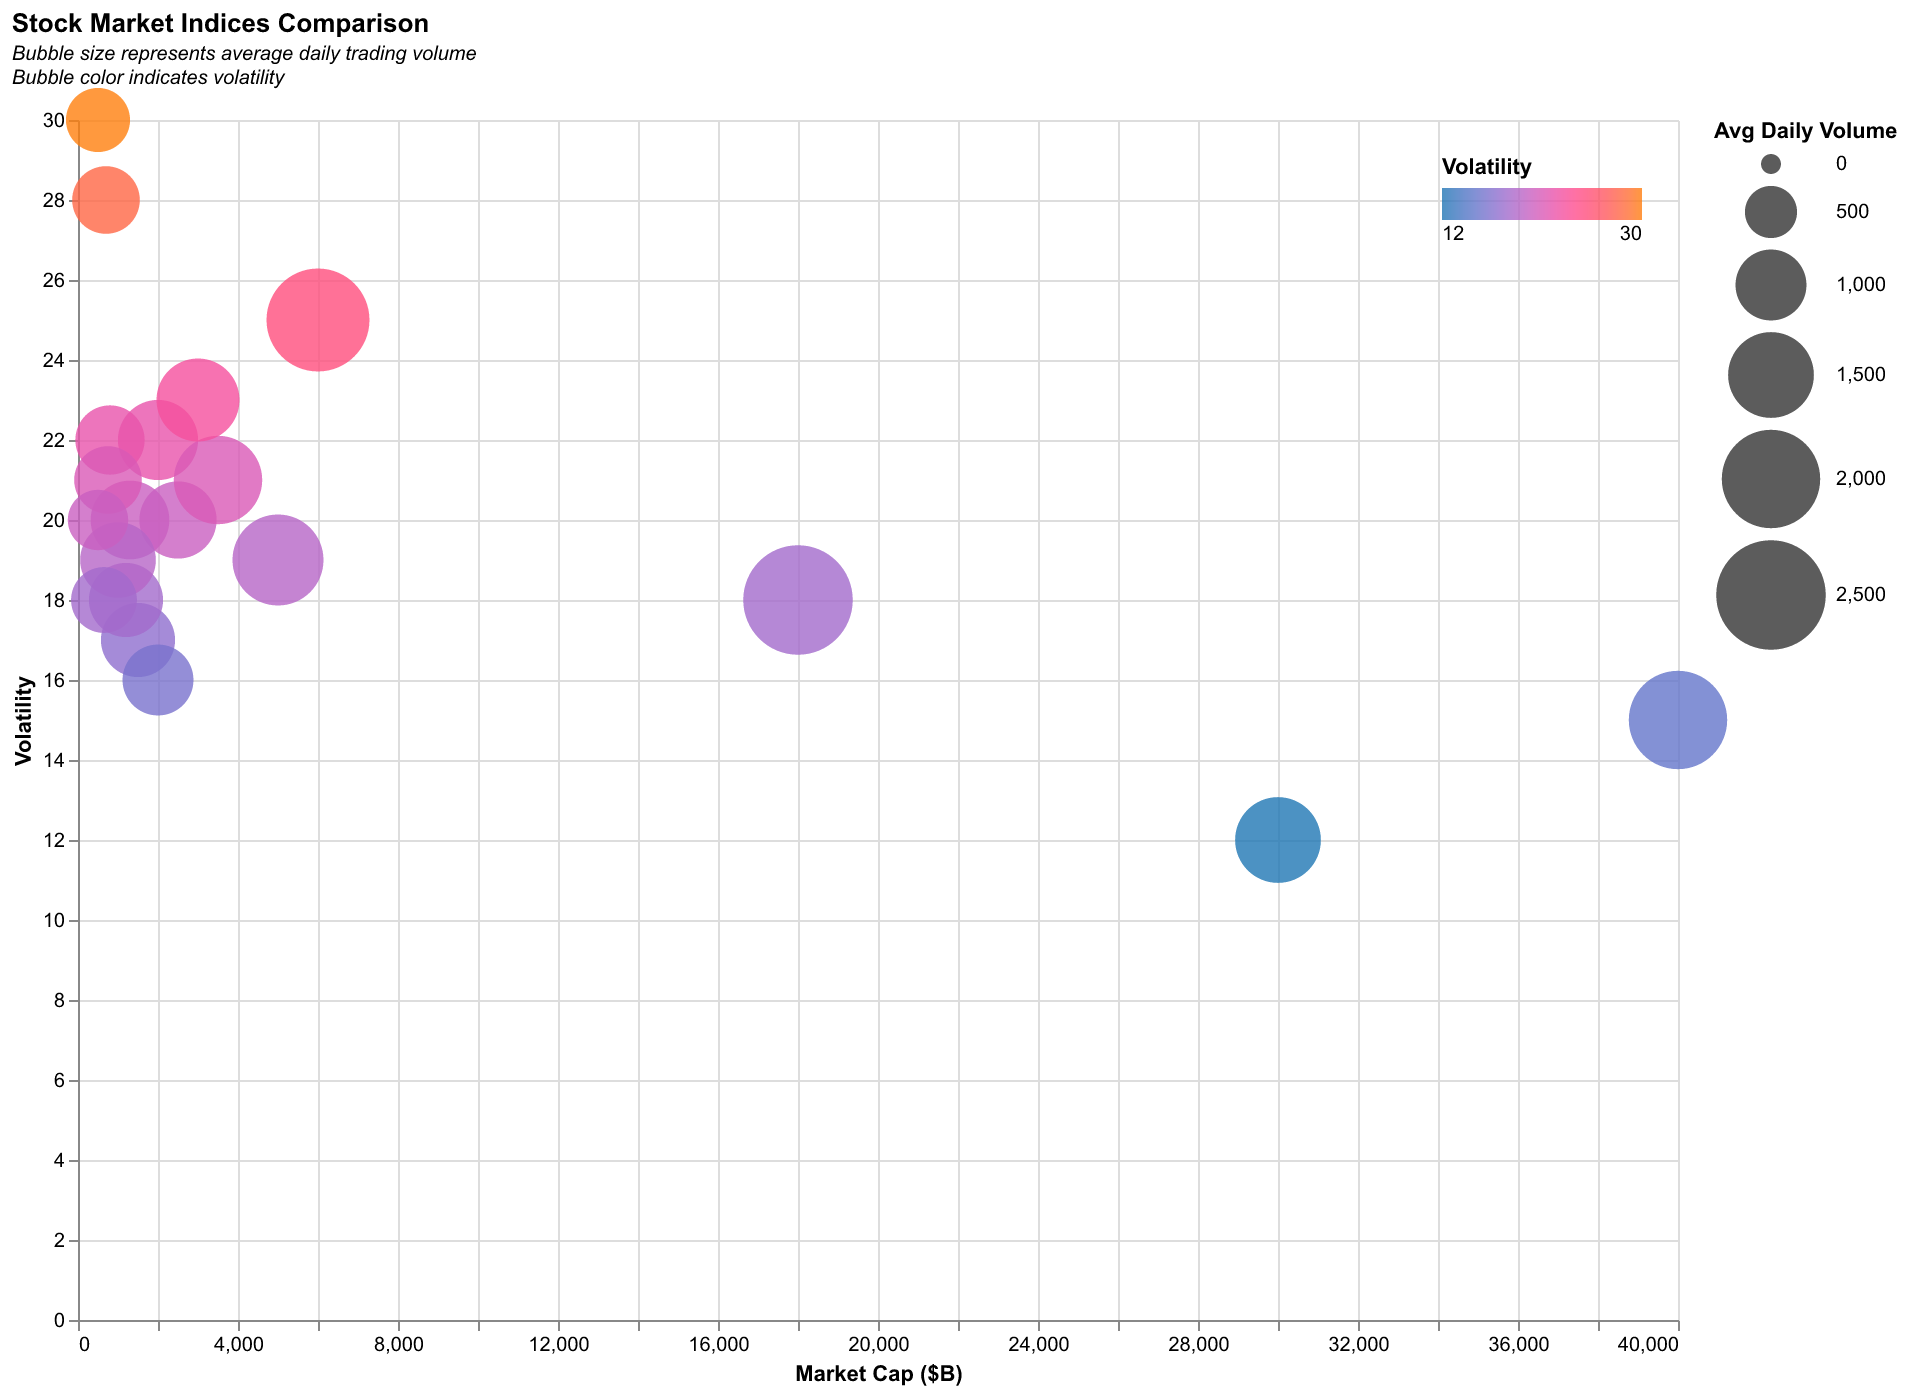 Stock Market Indices Comparison
Bubble size represents average daily trading volume
Bubble color indicates volatility
30
28
26
24
22
20
18
16
14
12
10
8
6
4
2
0
Volatility
0 4,000 8,000 12,000 16,000 20,000 24,000 28,000 32,000 36,000 40,000
Market Cap ($B)
Volatility
12 30
Avg Daily Volume
0
500
1,000
1,500
2,000
2,500